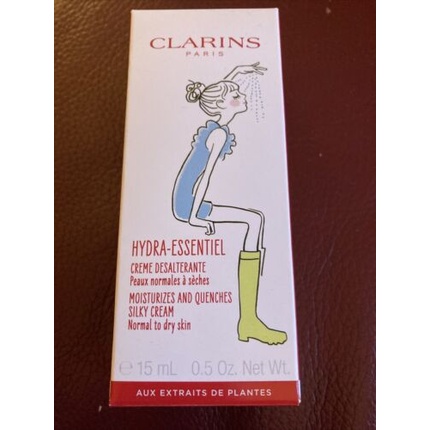 CLARINS
PARIS
HYDRA-ESSENTIEL
CREME DESALTERANTE
Peaux normales à sèches
MOISTURIZES AND QUENCHES
SILKY CREAM
Normal to dry skin
℮ 15 mL 0.5 Oz. Net Wt.
AUX EXTRAITS DE PLANTES